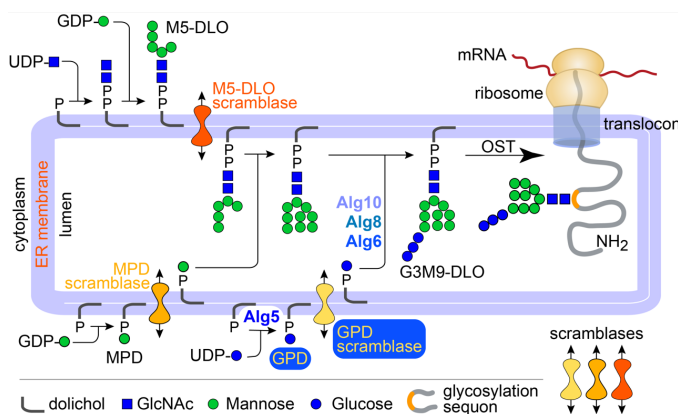 GDP-
M5-DLO
UDP-
P
P
P
P
P
M5-DLO
scramblase
mRNA
ribosome
translocon
cytoplasm
ER membrane
lumen
P
P
P
P
P
P
OST
Alg10
Alg8
Alg6
G3M9-DLO
NH2
MPD
scramblase
P
P
GDP-
P
P
MPD
P
Alg5
P
UDP-
GPD
GPD
scramblase
scramblases
dolichol
GlcNAc
Mannose
Glucose
glycosylation
sequon